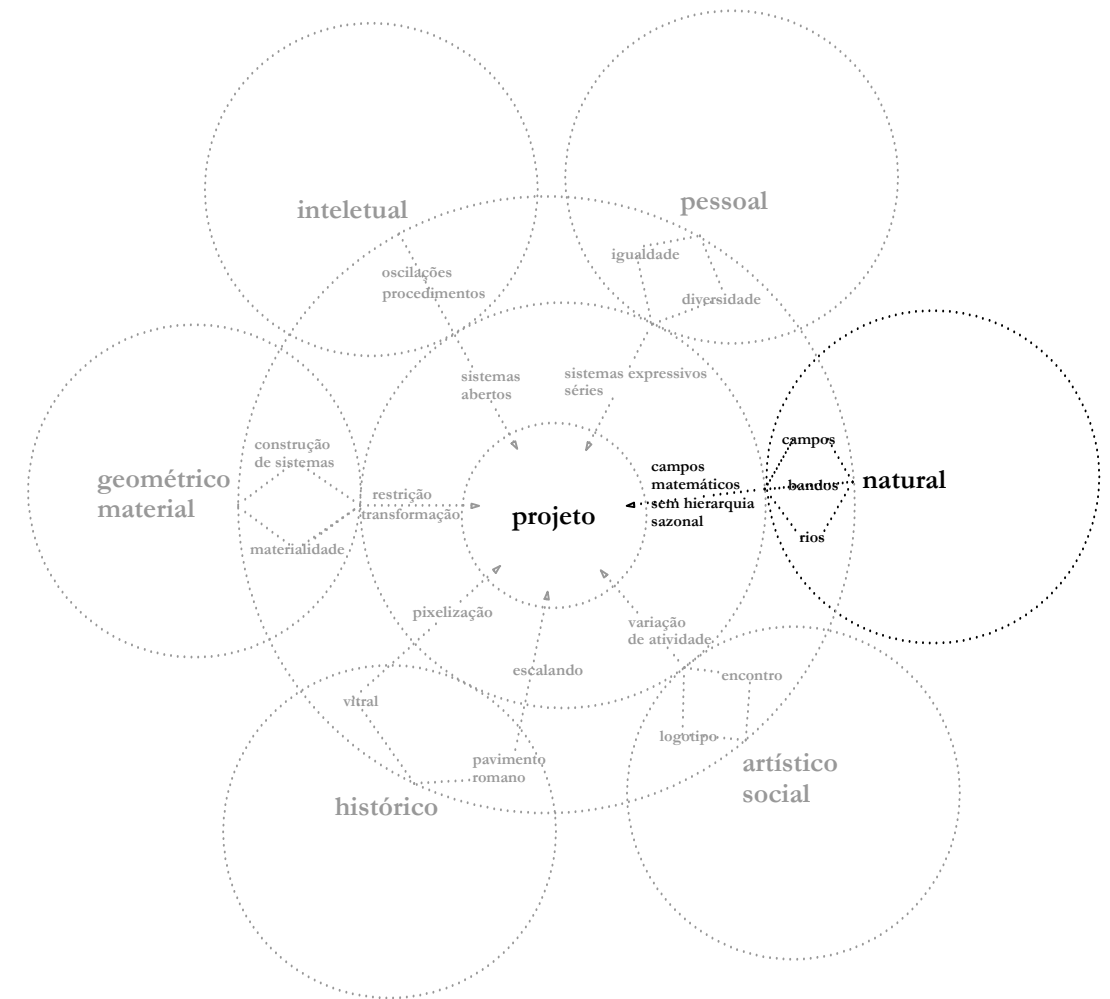 inteletual
pessoal
igualdade
oscilações
procedimentos
diversidade
sistemas
abertos
sistemas expressivos
séries
construção
de sistemas
campos
geométrico
material
campos
matemáticos
sem hierarquia
sazonal
bandos
natural
restrição
transformação
projeto
rios
materialidade
pixelização
variação
de atividade
escalando
encontro
vitral
logotipo
pavimento
romano
artístico
social
histórico